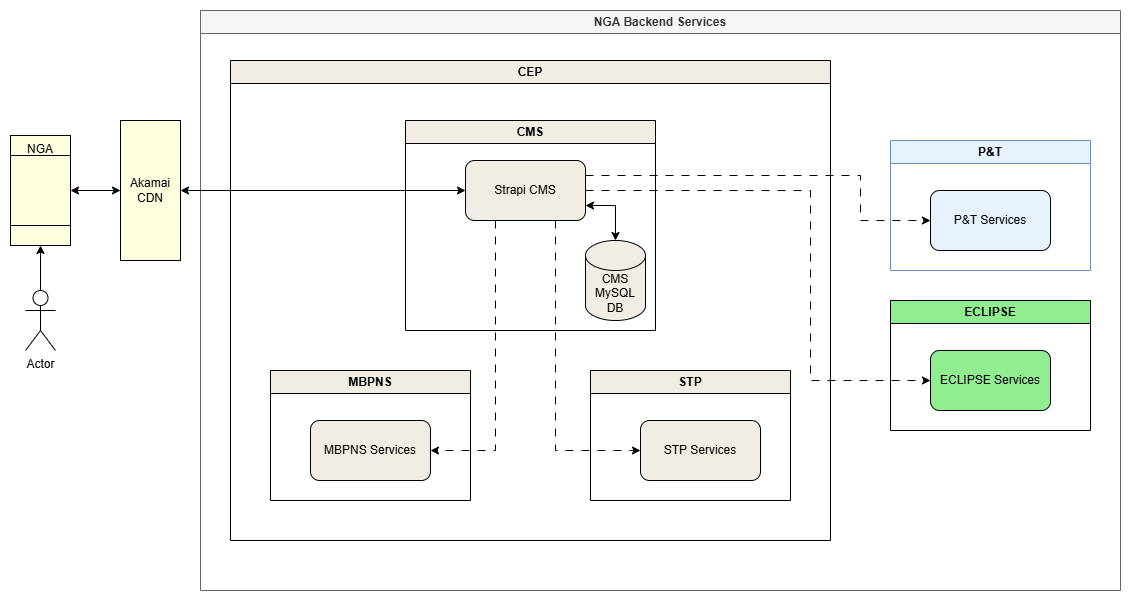 NGA Backend Services
CEP
CMS
Strapi CMS
CMS
MySQL
DB
NGA
Akamai
CDN
Actor
P&T
P&T Services
ECLIPSE
ECLIPSE Services
MBPNS
MBPNS Services
STP
STP Services